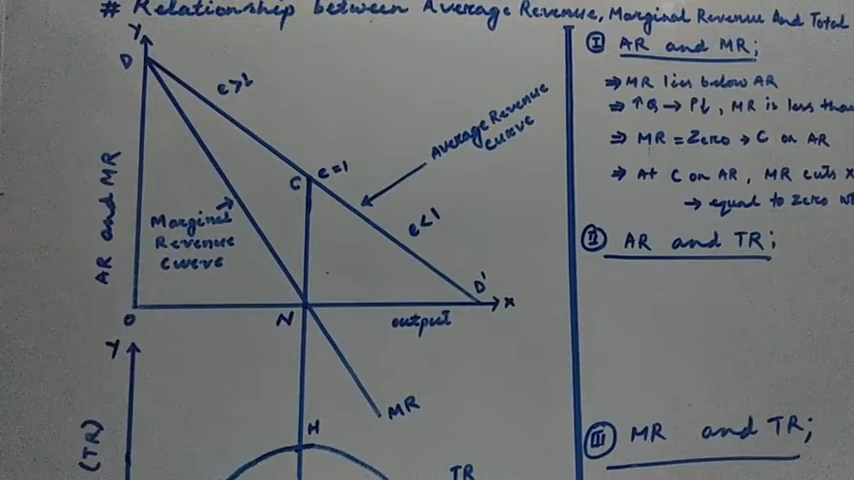 # Relationship between Average Revenue, Marginal Revenue And Total
Y
D
e>1
C
e=1
Average Revenue
curve
e<1
D'
AR and MR
Marginal
Revenue
curve
O
N
output
x
Y
MR
H
(TR)
TR
I AR and MR;
⇒ MR lies below AR
⇒ ↑Q → P↓, MR is less than
⇒ MR = Zero → C on AR
→ At C on AR, MR cuts x
→ equal to zero
II AR and TR;
III MR and TR;